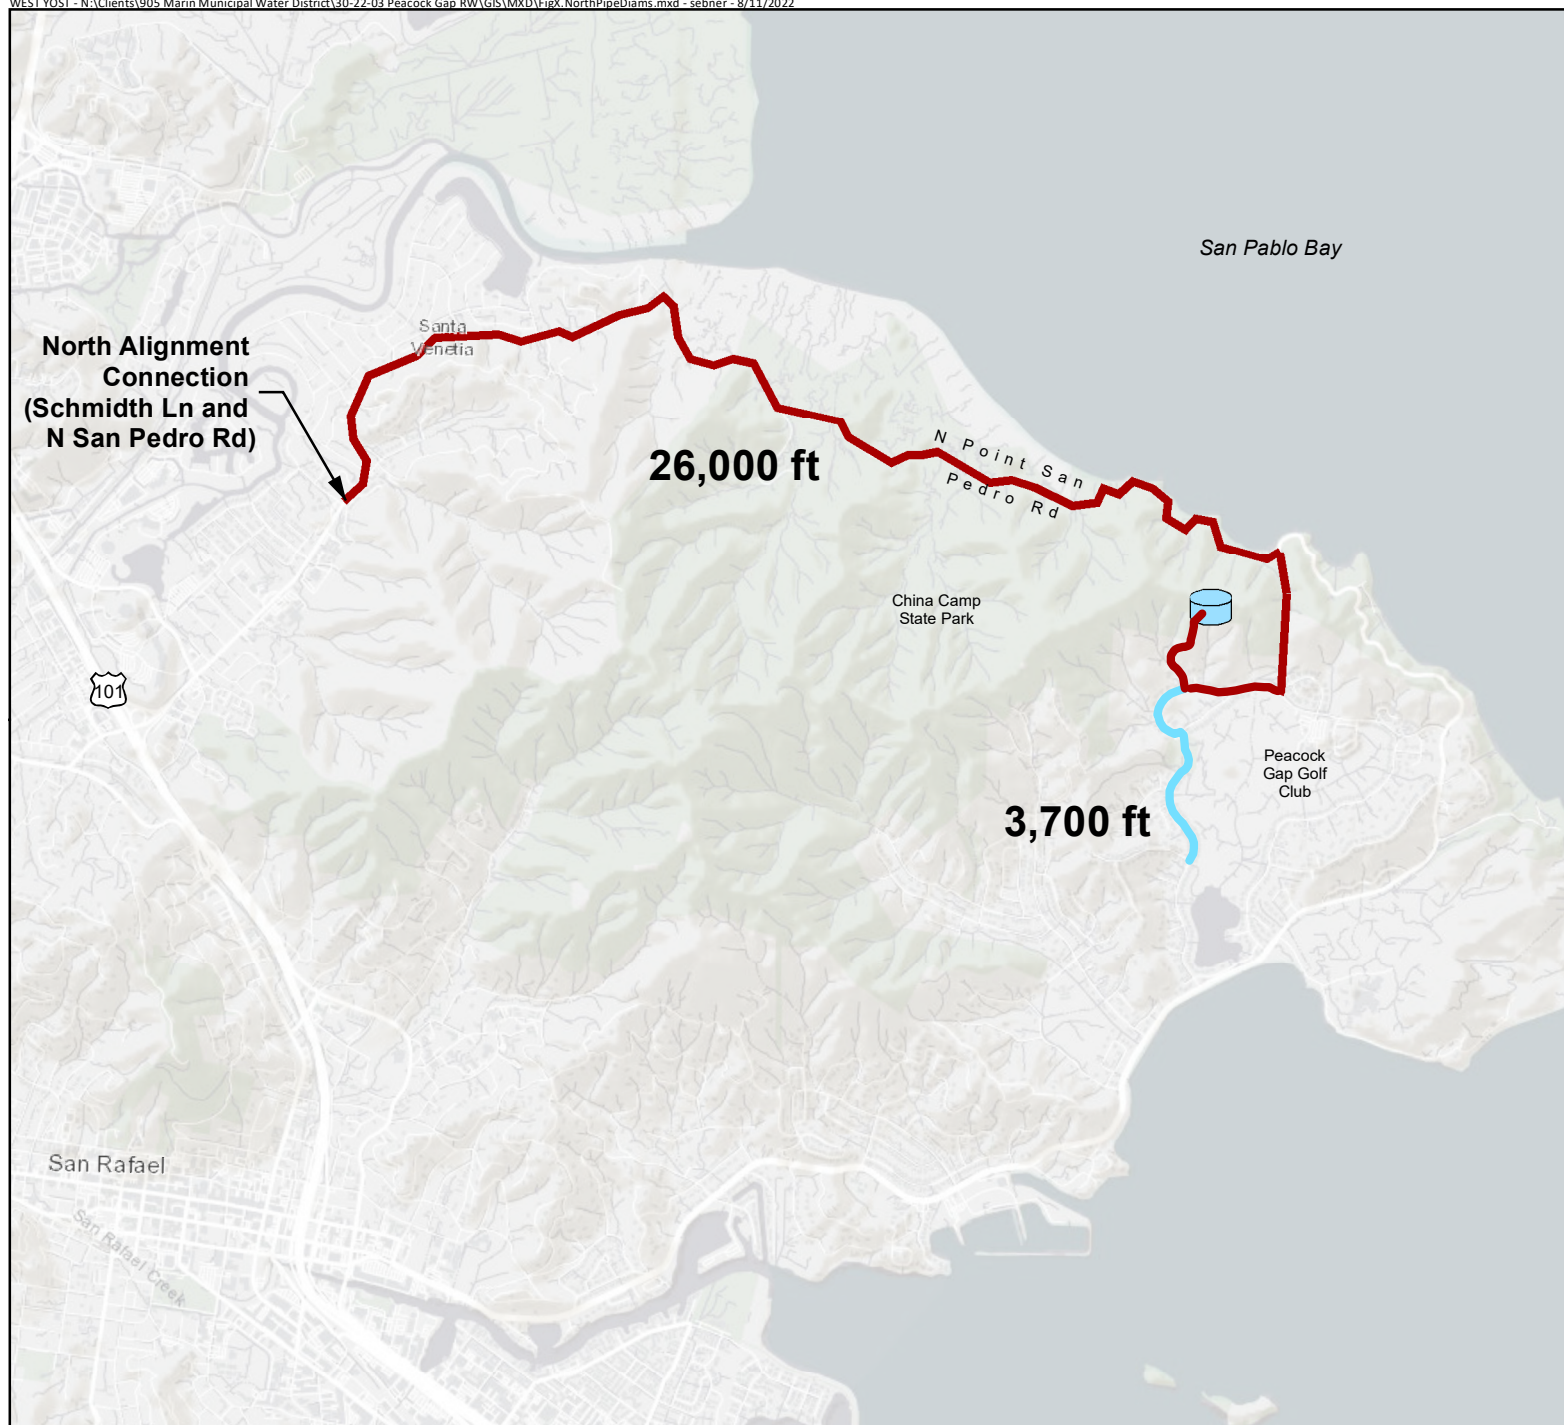 WEST YOST - N:\Clients\905 Marin Municipal Water District\30-22-03 Peacock Gap RW\GIS\MXD\FigX.NorthPipeDiams.mxd - sebner - 8/11/2022
San Pablo Bay
Santa
Venetia
North Alignment
Connection
(Schmidth Ln and
N San Pedro Rd)
26,000 ft
N Point San
Pedro Rd
China Camp
State Park
101
Peacock
Gap Golf
Club
3,700 ft
San Rafael
San Rafael Creek